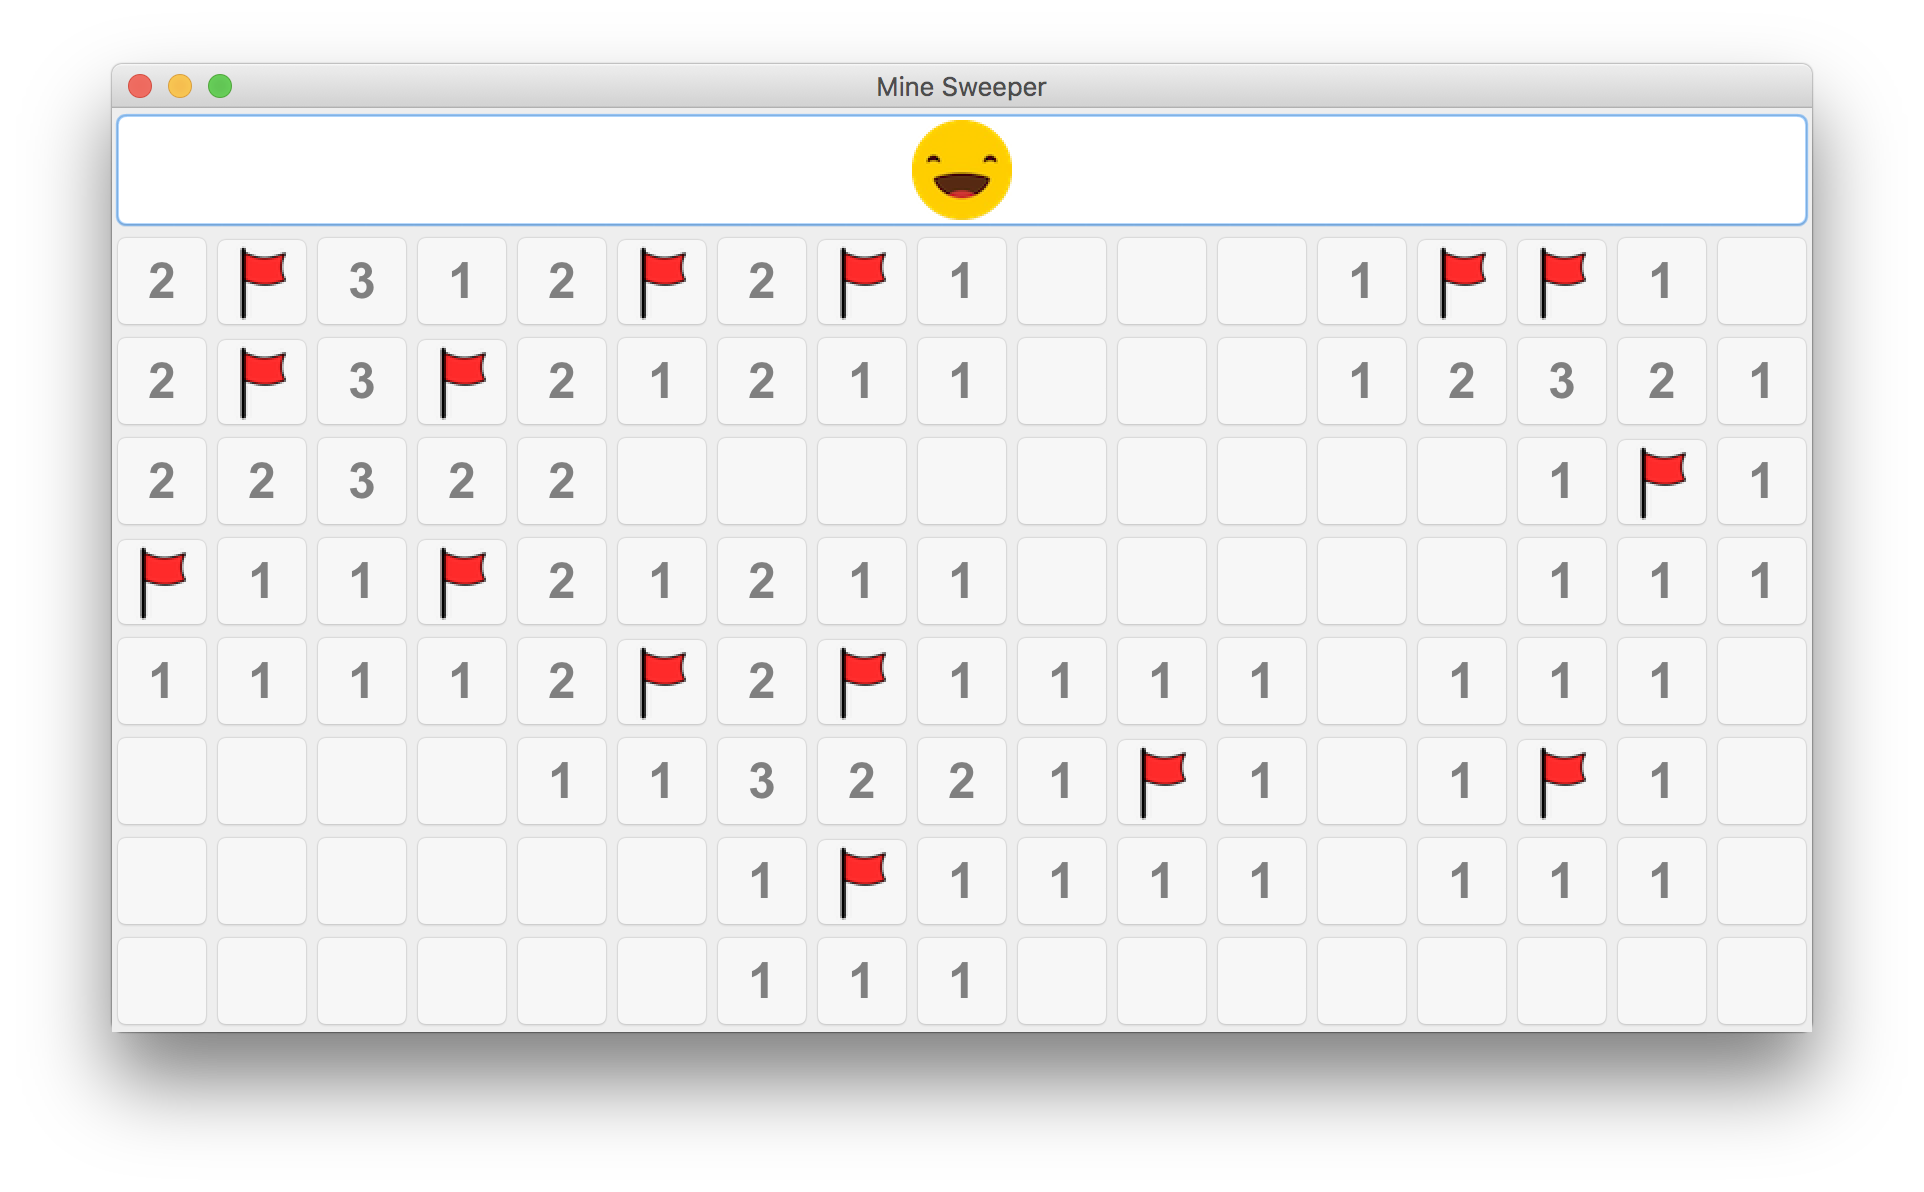 Mine Sweeper
2 3 1 2 2 1 1 1
2 3 2 1 2 1 1 1 2 3 2 1
2 2 3 2 2 1 1
1 1 2 1 2 1 1 1 1 1
1 1 1 1 2 2 1 1 1 1 1 1 1
1 1 3 2 2 1 1 1 1
1 1 1 1 1 1 1 1
1 1 1